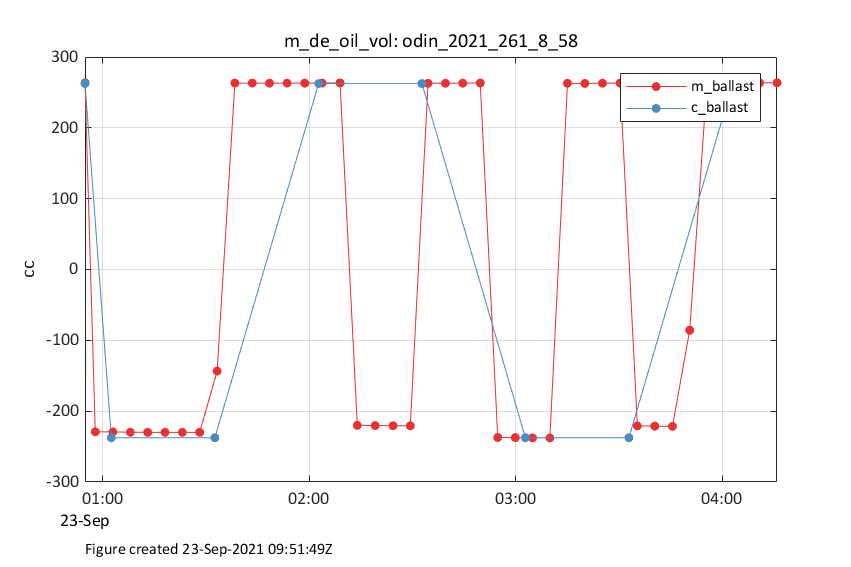 m_de_oil_vol: odin_2021_261_8_58
300
200
100
0
-100
-200
-300
cc
m_ballast
c_ballast
01:00 02:00 03:00 04:00
23-Sep
Figure created 23-Sep-2021 09:51:49Z